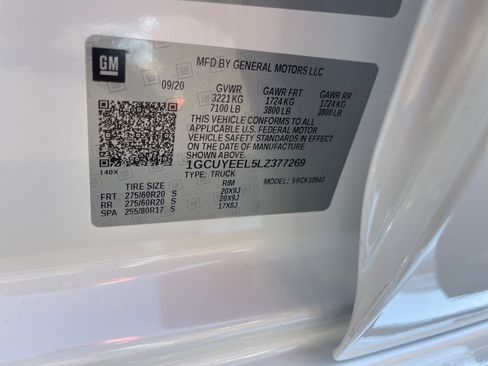 GM
MFD BY GENERAL MOTORS LLC
09/20 GVWR GAWR FRT GAWR RR
3221 KG 1724 KG 1724 KG
7100 LB 3800 LB 3800 LB
THIS VEHICLE CONFORMS TO ALL
APPLICABLE U.S. FEDERAL MOTOR
VEHICLE SAFETY STANDARDS IN EFFECT
ON THE DATE OF MANUFACTURE
SHOWN ABOVE.
1GCUYEEL5LZ377269
140X TYPE: TRUCK MODEL:
TIRE SIZE RIM
FRT 275/60R20 S 20X9J
RR 275/60R20 S 20X9J
SPA 255/80R17 S 17X8J